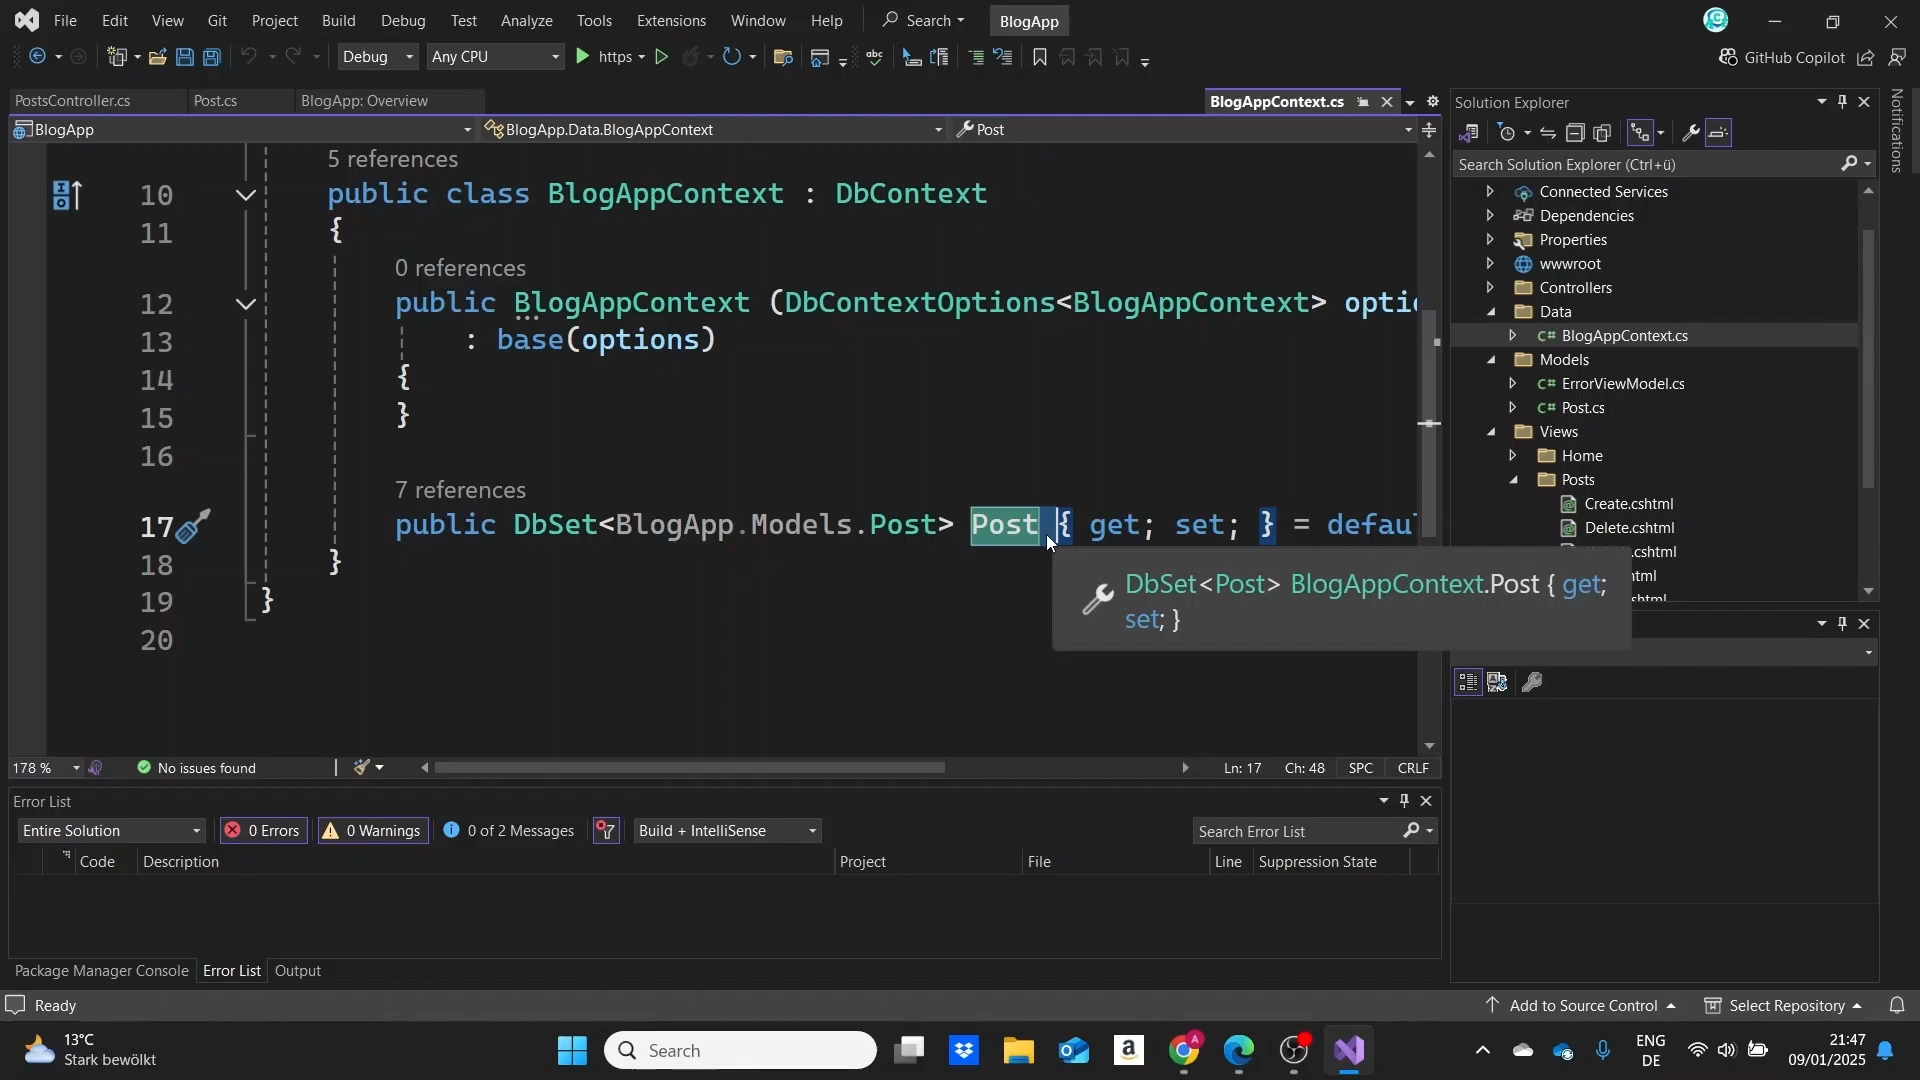 File Edit View Git Project Build Debug Test Analyze Tools Extensions Window Help Search BlogApp
Debug Any CPU https GitHub Copilot
PostsController.cs Post.cs BlogApp: Overview BlogAppContext.cs
BlogApp BlogApp.Data.BlogAppContext Post
5 references
10 public class BlogAppContext : DbContext
11 {
0 references
12 public BlogAppContext (DbContextOptions<BlogAppContext> optio
13 : base(options)
14 {
15 }
16
7 references
17 public DbSet<BlogApp.Models.Post> Post { get; set; } = defaul
18 }
19 }
20
DbSet<Post> BlogAppContext.Post { get;
set; }
178 % No issues found Ln: 17 Ch: 48 SPC CRLF
Error List
Entire Solution 0 Errors 0 Warnings 0 of 2 Messages Build + IntelliSense Search Error List
Code Description Project File Line Suppression State
Package Manager Console Error List Output
Solution Explorer
Search Solution Explorer (Ctrl+ü)
Connected Services
Dependencies
Properties
wwwroot
Controllers
Data
C# BlogAppContext.cs
Models
C# ErrorViewModel.cs
C# Post.cs
Views
Home
Posts
Create.cshtml
Delete.cshtml
.cshtml
tml
Notifications
Ready Add to Source Control Select Repository
13°C
Stark bewölkt
Search
ENG
DE
21:47
09/01/2025